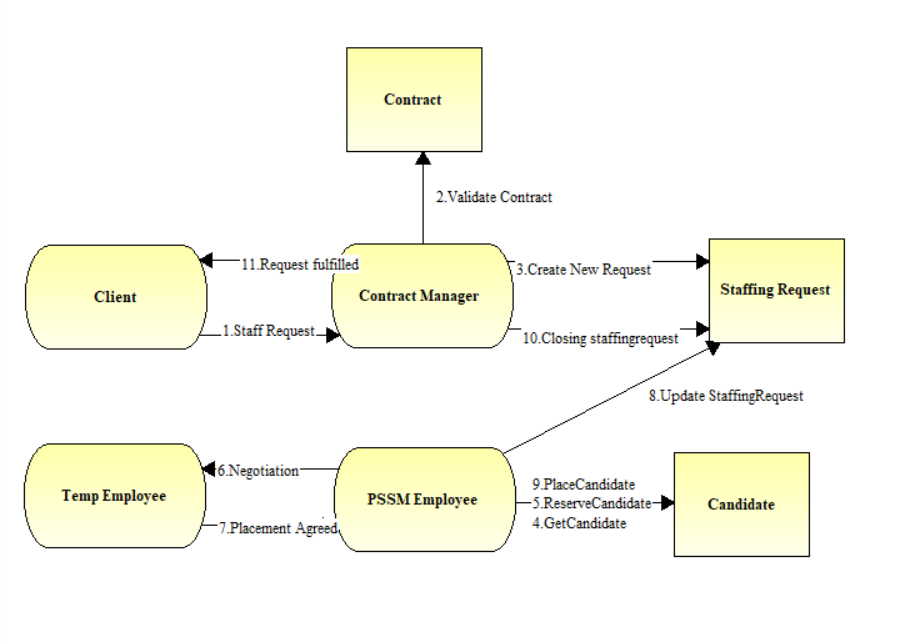 Contract
2.Validate Contract
11.Request fulfilled
3.Create New Request
Client
Contract Manager
Staffing Request
1.Staff Request
10.Closing staffingrequest
8.Update StaffingRequest
6.Negotiation
9.PlaceCandidate
Temp Employee
PSSM Employee
5.ReserveCandidate
Candidate
4.GetCandidate
7.Placement Agreed